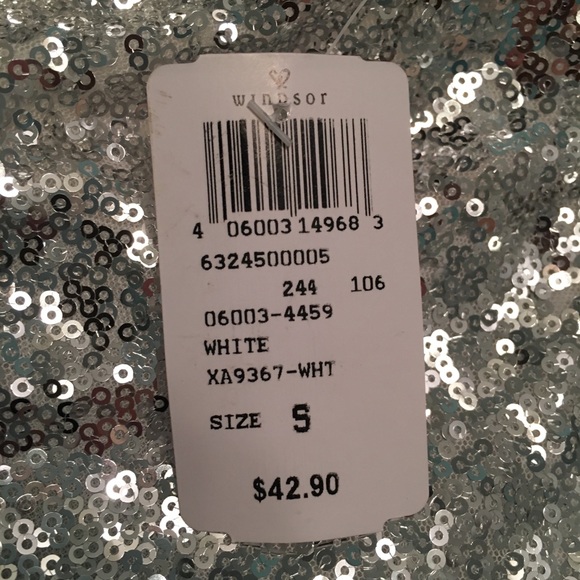 WINDSOR
4 06003 14968 3
6324500005
244 106
06003-4459
WHITE
XA9367-WHT
SIZE S
$42.90